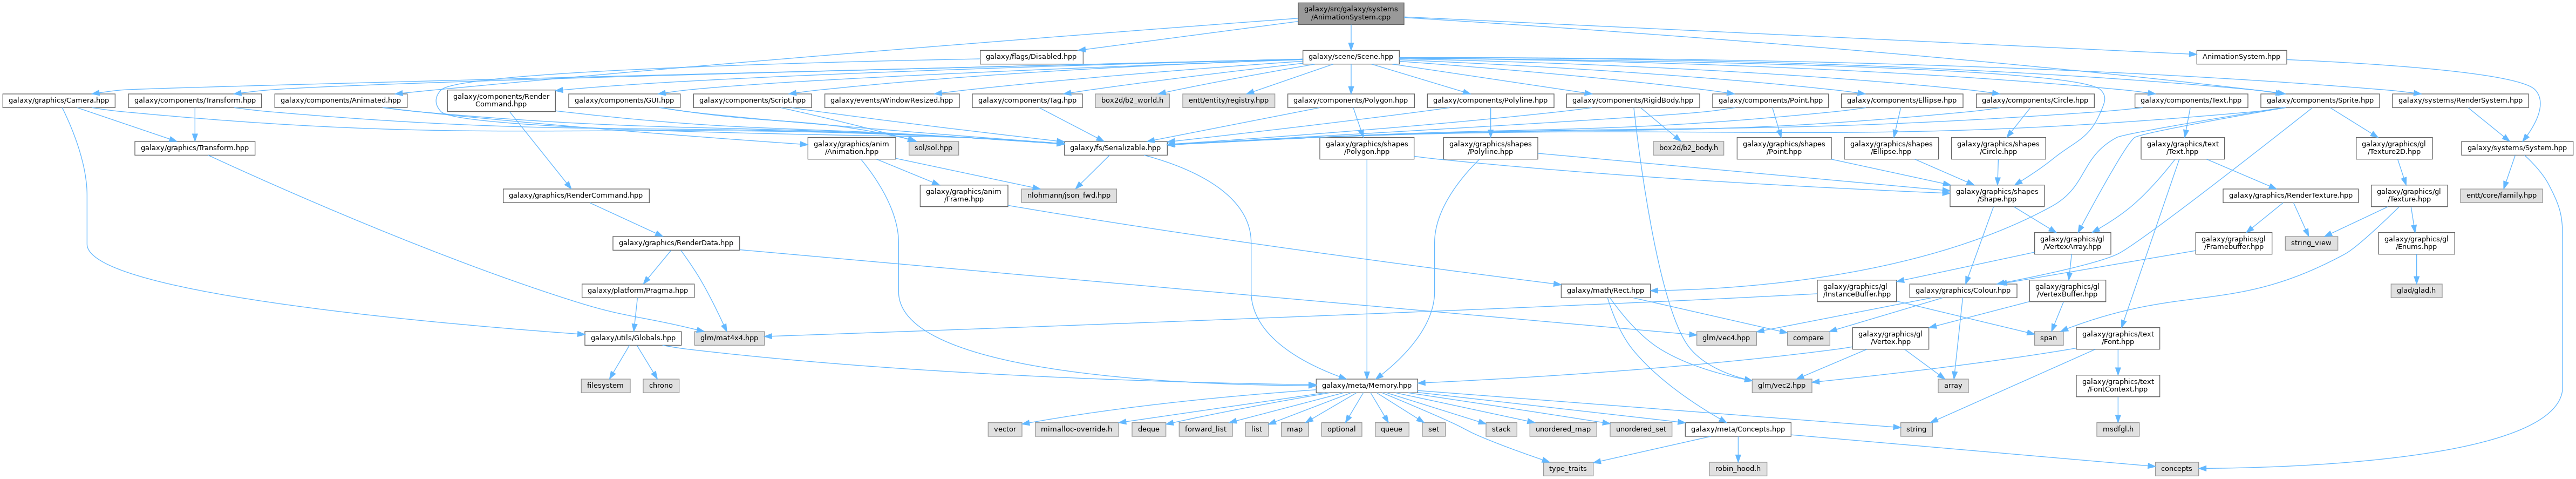 galaxy/src/galaxy/systems
/AnimationSystem.cpp
galaxy/flags/Disabled.hpp
galaxy/scene/Scene.hpp
AnimationSystem.hpp
galaxy/graphics/Camera.hpp
galaxy/components/Transform.hpp
galaxy/components/Animated.hpp
galaxy/components/Render
Command.hpp
galaxy/components/GUI.hpp
galaxy/components/Script.hpp
galaxy/events/WindowResized.hpp
galaxy/components/Tag.hpp
box2d/b2_world.h
entt/entity/registry.hpp
galaxy/components/Polygon.hpp
galaxy/components/Polyline.hpp
galaxy/components/RigidBody.hpp
galaxy/components/Point.hpp
galaxy/components/Ellipse.hpp
galaxy/components/Circle.hpp
galaxy/components/Text.hpp
galaxy/components/Sprite.hpp
galaxy/systems/RenderSystem.hpp
galaxy/graphics/Transform.hpp
galaxy/graphics/anim
/Animation.hpp
sol/sol.hpp
galaxy/fs/Serializable.hpp
galaxy/graphics/shapes
/Polygon.hpp
galaxy/graphics/shapes
/Polyline.hpp
box2d/b2_body.h
galaxy/graphics/shapes
/Point.hpp
galaxy/graphics/shapes
/Ellipse.hpp
galaxy/graphics/shapes
/Circle.hpp
galaxy/graphics/text
/Text.hpp
galaxy/graphics/gl
/Texture2D.hpp
galaxy/systems/System.hpp
galaxy/graphics/RenderCommand.hpp
galaxy/graphics/anim
/Frame.hpp
nlohmann/json_fwd.hpp
galaxy/graphics/shapes
/Shape.hpp
galaxy/graphics/RenderTexture.hpp
galaxy/graphics/gl
/Texture.hpp
entt/core/family.hpp
galaxy/graphics/RenderData.hpp
galaxy/graphics/gl
/VertexArray.hpp
galaxy/graphics/gl
/Framebuffer.hpp
string_view
galaxy/graphics/gl
/Enums.hpp
galaxy/platform/Pragma.hpp
galaxy/math/Rect.hpp
galaxy/graphics/gl
/InstanceBuffer.hpp
galaxy/graphics/Colour.hpp
galaxy/graphics/gl
/VertexBuffer.hpp
glad/glad.h
galaxy/utils/Globals.hpp
glm/mat4x4.hpp
glm/vec4.hpp
compare
galaxy/graphics/gl
/Vertex.hpp
span
galaxy/graphics/text
/Font.hpp
filesystem
chrono
galaxy/meta/Memory.hpp
glm/vec2.hpp
array
galaxy/graphics/text
/FontContext.hpp
vector
mimalloc-override.h
deque
forward_list
list
map
optional
queue
set
stack
unordered_map
unordered_set
galaxy/meta/Concepts.hpp
string
msdfgl.h
type_traits
robin_hood.h
concepts